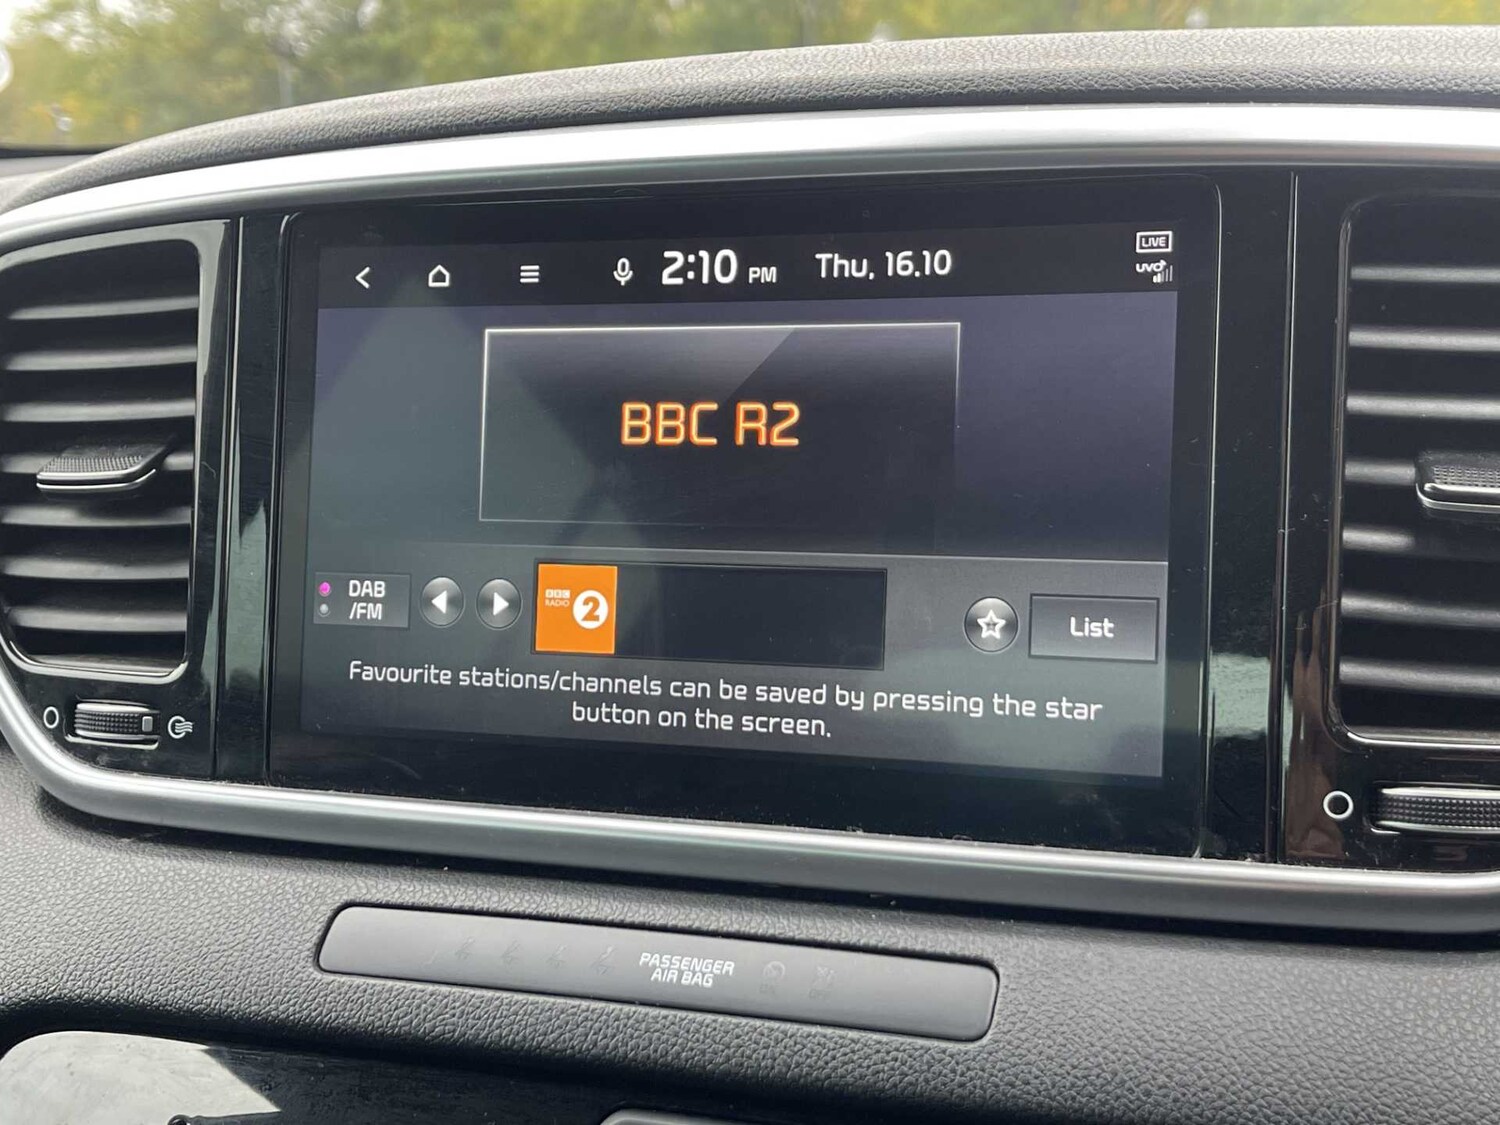 LIVE
2:10 PM Thu, 16.10
UVO
BBC R2
DAB
/FM
BBC
RADIO 2
List
Favourite stations/channels can be saved by pressing the star
button on the screen.
PASSENGER
AIR BAG